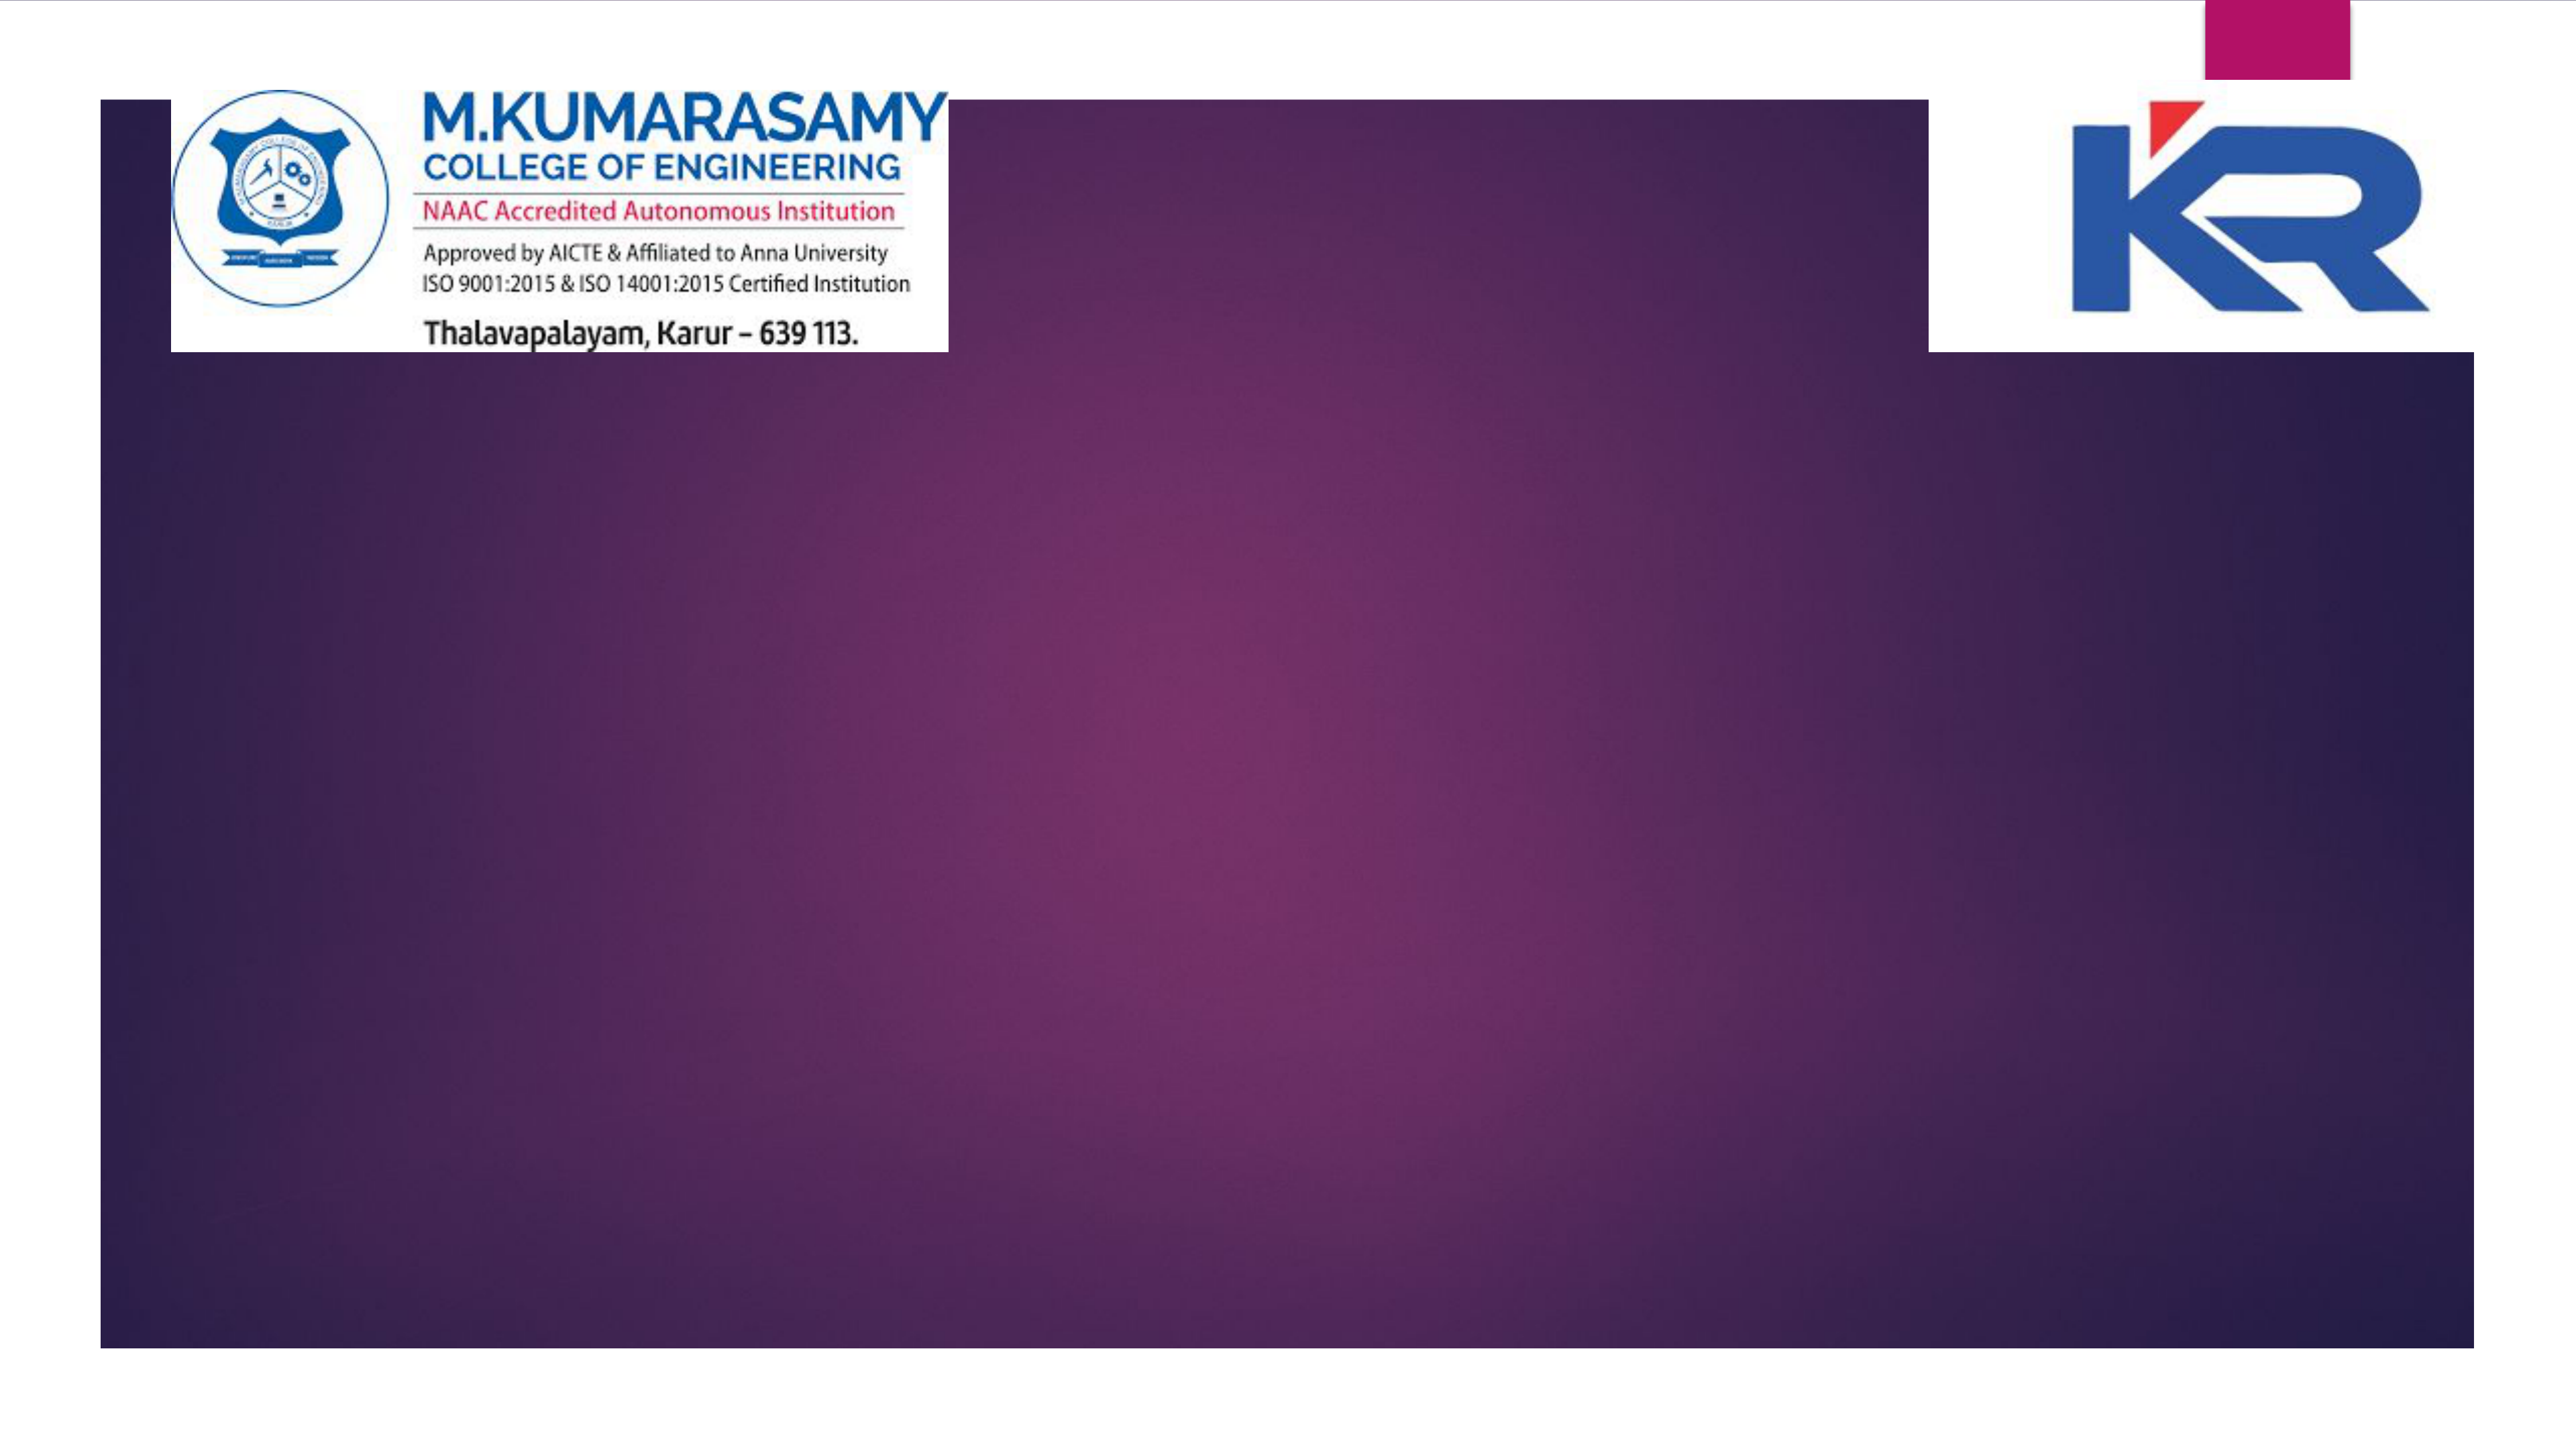 M.KUMARASAMY
COLLEGE OF ENGINEERING
NAAC Accredited Autonomous Institution
Approved by AICTE & Affiliated to Anna University
ISO 9001:2015 & ISO 14001:2015 Certified Institution
Thalavapalayam, Karur – 639 113.
KR